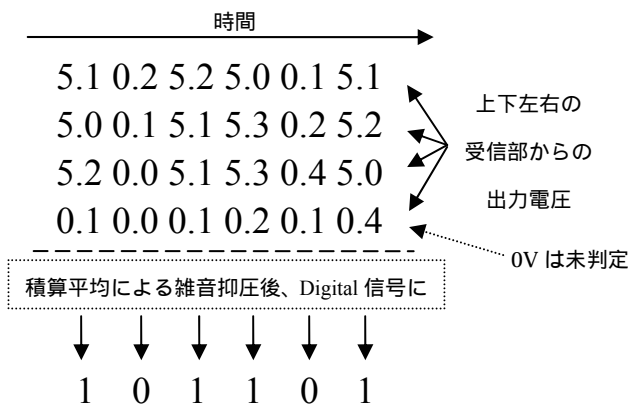 時間
5.1 0.2 5.2 5.0 0.1 5.1
5.0 0.1 5.1 5.3 0.2 5.2
5.2 0.0 5.1 5.3 0.4 5.0
0.1 0.0 0.1 0.2 0.1 0.4
上下左右の
受信部からの
出力電圧
0V は未判定
積算平均による雑音抑圧後、Digital 信号に
1 0 1 1 0 1